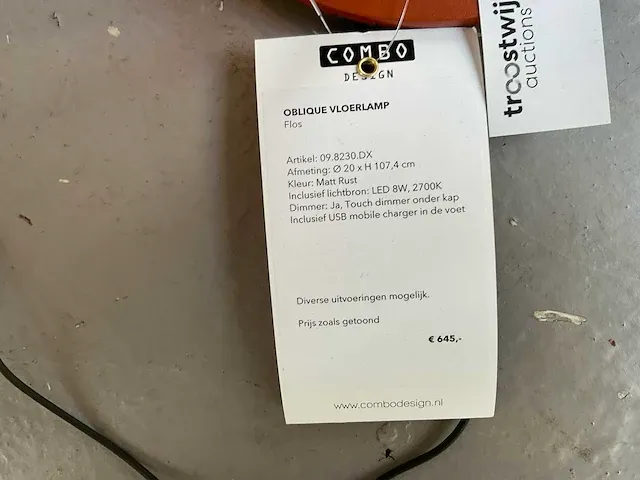 COMBO
DESIGN
OBLIQUE VLOERLAMP
Flos
Artikel: 09.8230.DX
Afmeting: Ø 20 x H 107,4 cm
Kleur: Matt Rust
Inclusief lichtbron: LED 8W, 2700K
Dimmer: Ja, Touch dimmer onder kap
Inclusief USB mobile charger in de voet
Diverse uitvoeringen mogelijk.
Prijs zoals getoond
€ 645,-
www.combodesign.nl
troostwij
auctions